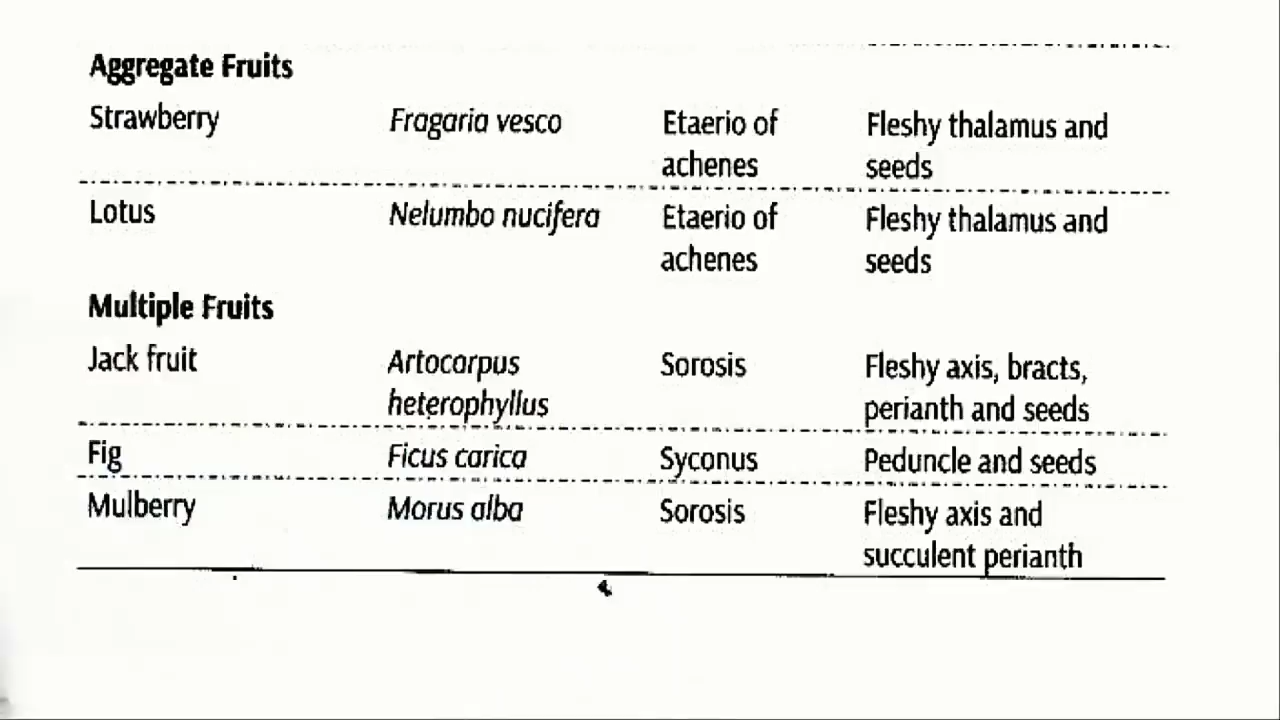 Aggregate Fruits
Strawberry Fragaria vesco Etaerio of Fleshy thalamus and
achenes seeds
Lotus Nelumbo nucifera Etaerio of Fleshy thalamus and
achenes seeds
Multiple Fruits
Jack fruit Artocarpus Sorosis Fleshy axis, bracts,
heterophyllus perianth and seeds
Fig Ficus carica Syconus Peduncle and seeds
Mulberry Morus alba Sorosis Fleshy axis and
succulent perianth